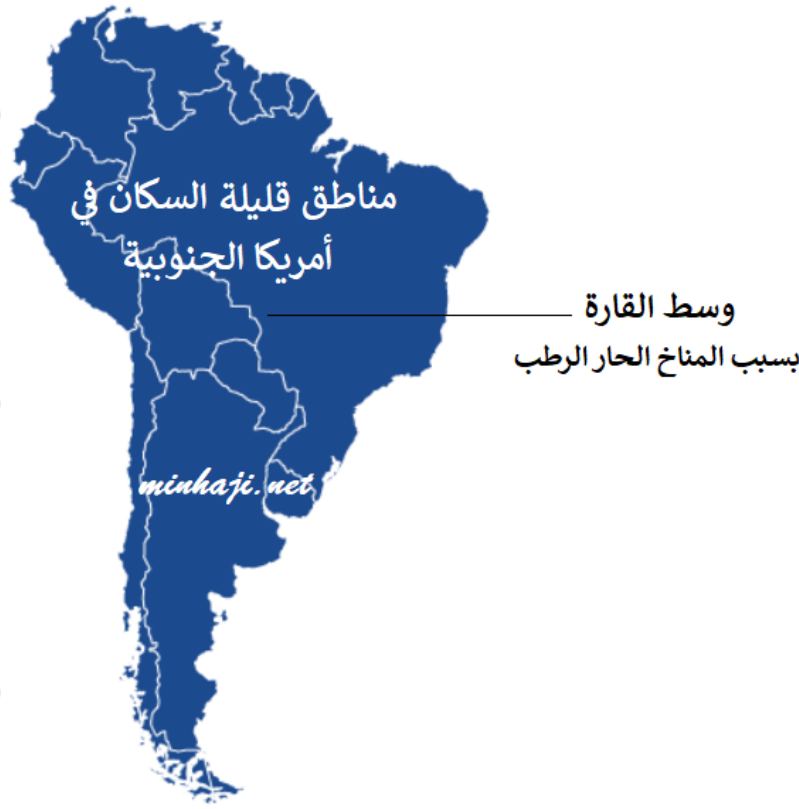 مناطق قليلة السكان في
أمريكا الجنوبية
وسط القارة
بسبب المناخ الحار الرطب
minhaji.net